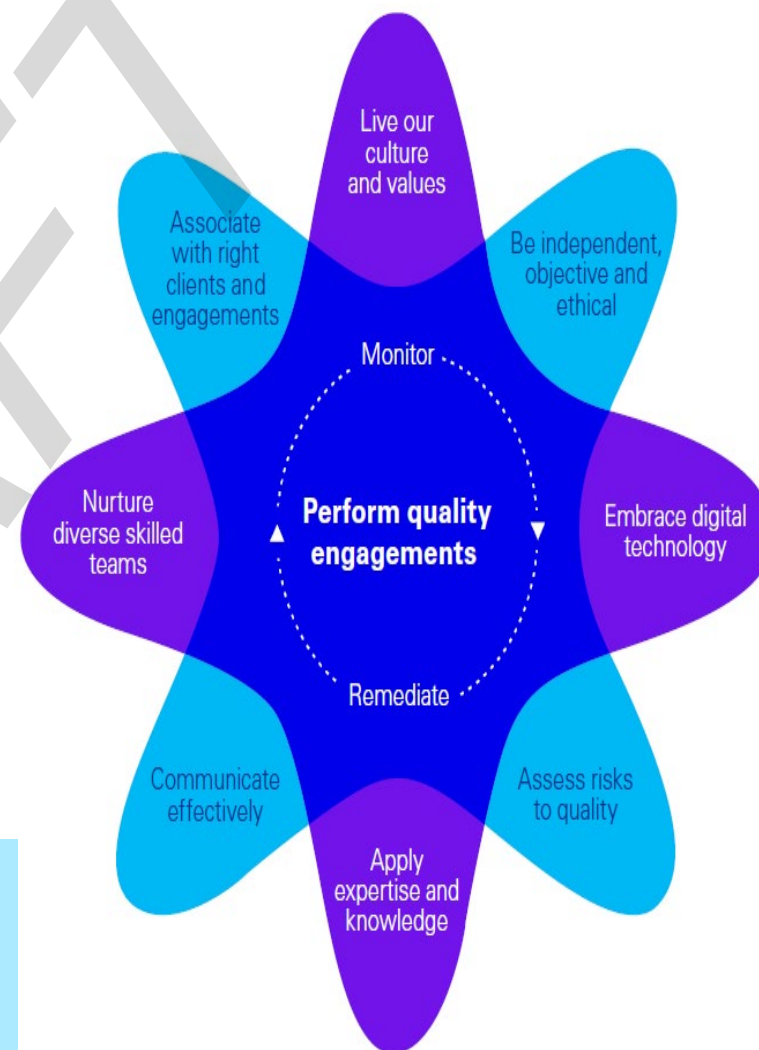 Live our
culture
and values
Be independent,
objective and
ethical
Embrace digital
technology
Assess risks
to quality
Apply
expertise and
knowledge
Communicate
effectively
Nurture
diverse skilled
teams
Associate
with right
clients and
engagements
Monitor
Perform quality
engagements
Remediate